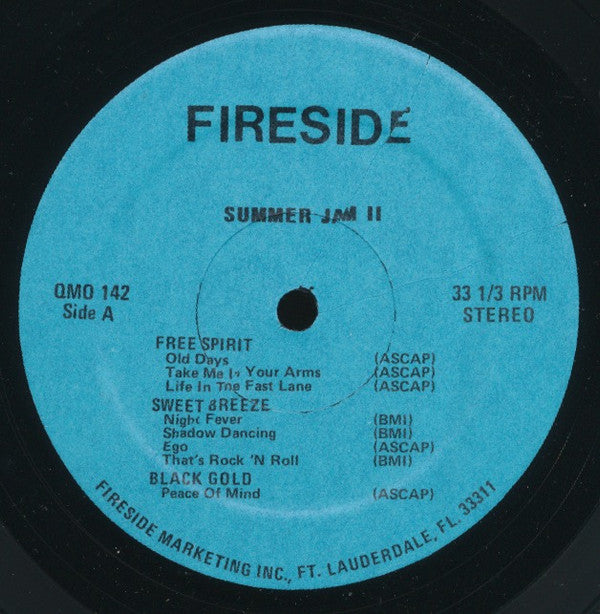 FIRESIDE
SUMMER JAM II
QMO 142
Side A
33 1/3 RPM
STEREO
FREE SPIRIT
Old Days (ASCAP)
Take Me In Your Arms (ASCAP)
Life In The Fast Lane (ASCAP)
SWEET BREEZE
Night Fever (BMI)
Shadow Dancing (BMI)
Ego (ASCAP)
That's Rock 'N Roll (BMI)
BLACK GOLD
Peace Of Mind (ASCAP)
FIRESIDE MARKETING INC., FT. LAUDERDALE, FL. 33311